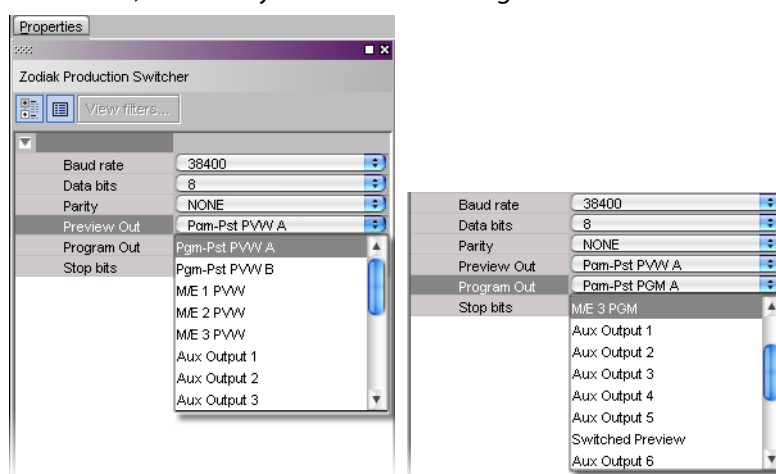 Properties
Zodiak Production Switcher
View filters...
Baud rate 38400
Data bits 8
Parity NONE
Preview Out Pgm-Pst PVW A
Program Out
Stop bits
Pgm-Pst PVW A
Pgm-Pst PVW B
M/E 1 PVW
M/E 2 PVW
M/E 3 PVW
Aux Output 1
Aux Output 2
Aux Output 3
Baud rate 38400
Data bits 8
Parity NONE
Preview Out Pgm-Pst PVW A
Program Out Pgm-Pst PGM A
Stop bits
M/E 3 PGM
Aux Output 1
Aux Output 2
Aux Output 3
Aux Output 4
Aux Output 5
Switched Preview
Aux Output 6